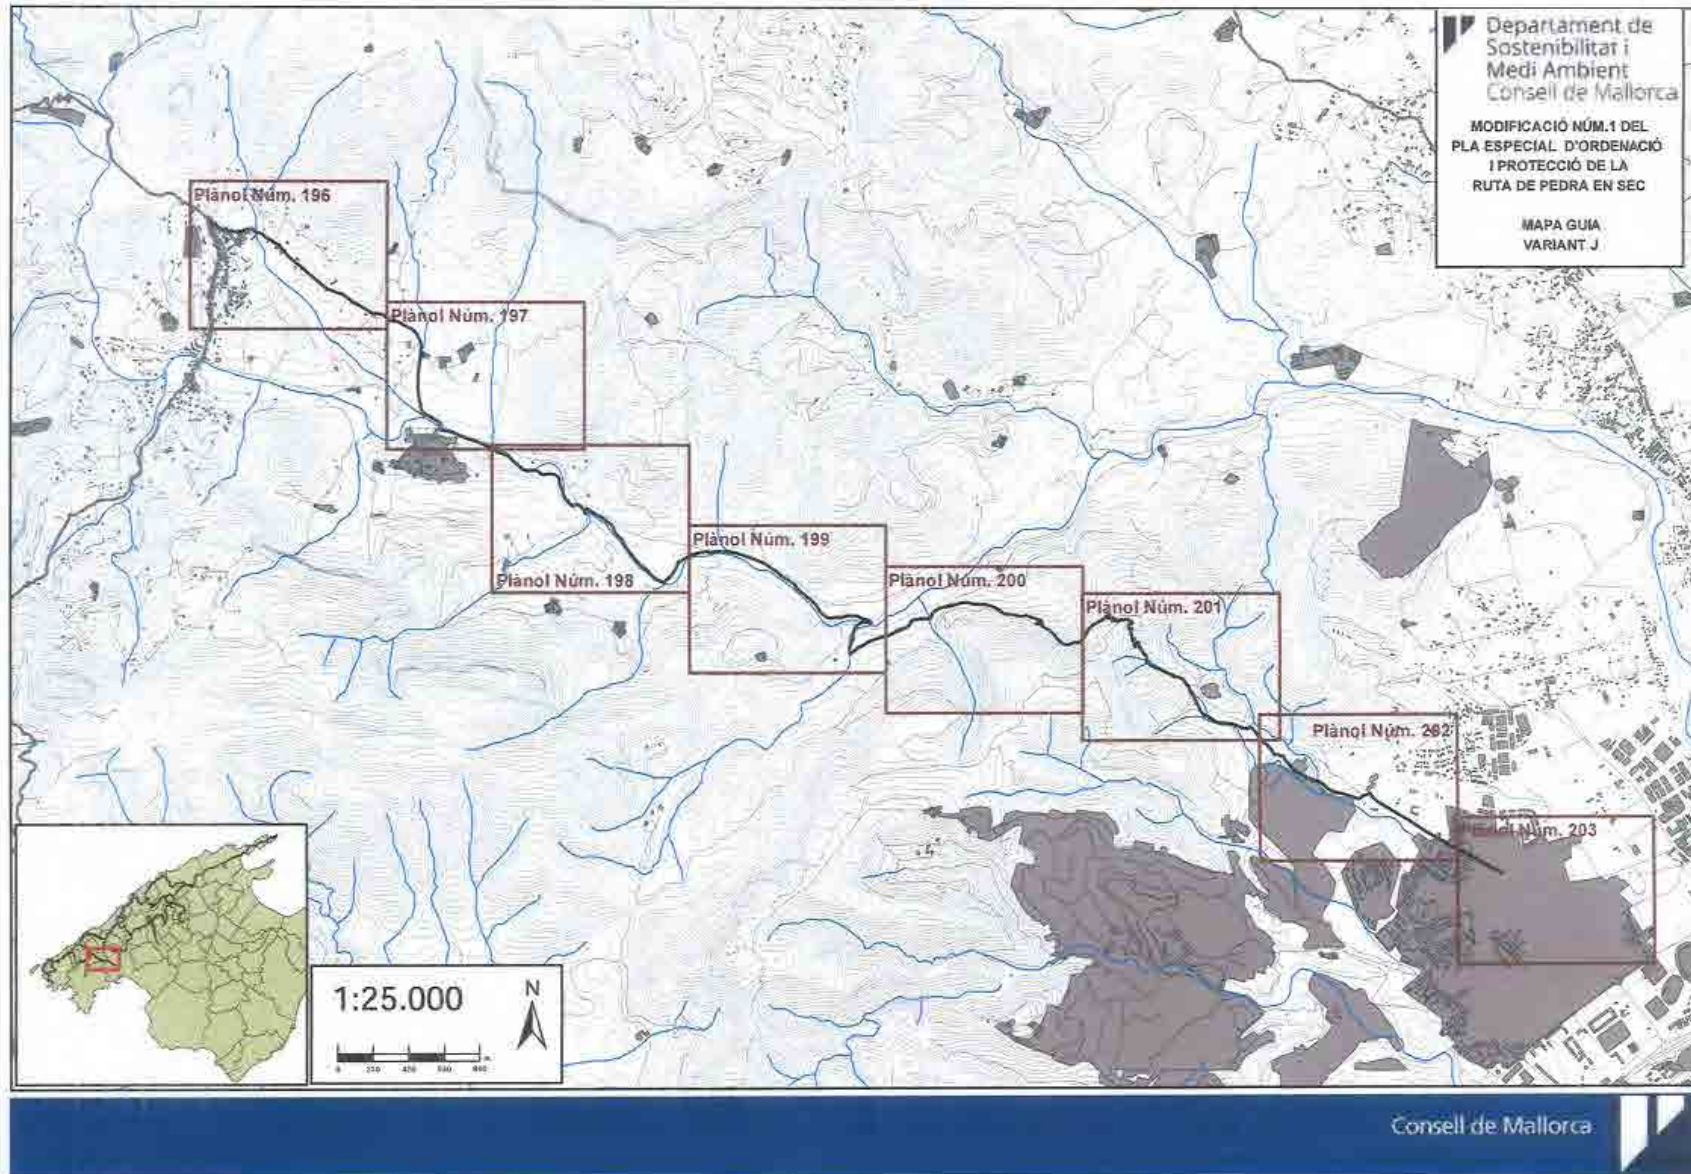 Departament de
Sostenibilitat i
Medi Ambient
Consell de Mallorca
MODIFICACIÓ NÚM.1 DEL
PLA ESPECIAL D'ORDENACIÓ
I PROTECCIÓ DE LA
RUTA DE PEDRA EN SEC
MAPA GUIA
VARIANT J
Plànol Núm. 196
Plànol Núm. 197
Plànol Núm. 198
Plànol Núm. 199
Plànol Núm. 200
Plànol Núm. 201
Plànol Núm. 202
Plànol Núm. 203
1:25.000
N
0
Consell de Mallorca